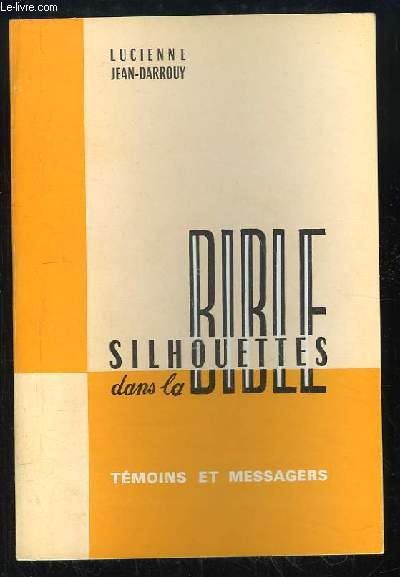 Le-livre.com
LUCIENNE
JEAN-DARROUY
SILHOUETTES
dans la BIBLE
TÉMOINS ET MESSAGERS